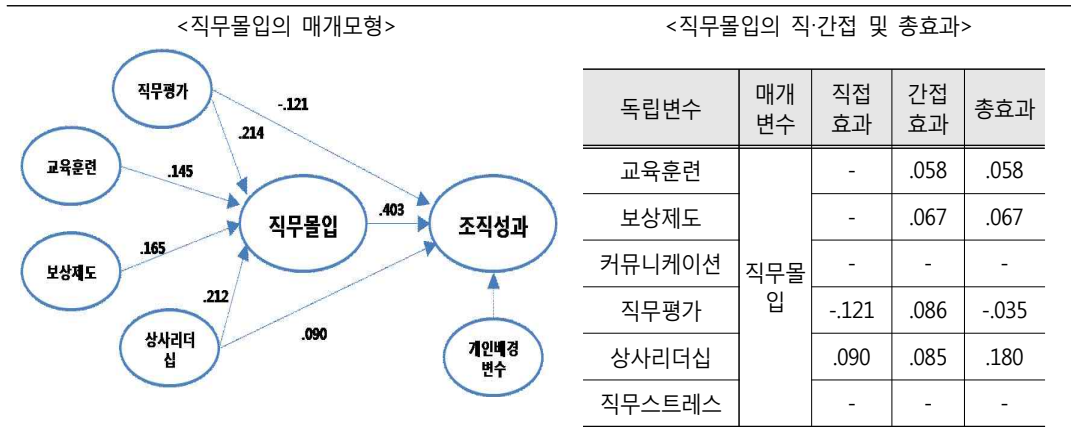 <직무몰입의 매개모형>
직무평가
-.121
.214
교육훈련
.145
직무몰입
.403
조직성과
.165
보상제도
.212
상사리더
십
.090
개인배경
변수
<직무몰입의 직·간접 및 총효과>
독립변수 매개 변수 직접 효과 간접 효과 총효과
교육훈련 - .058 .058
보상제도 - .067 .067
커뮤니케이션 - - -
직무몰
입
직무평가 -.121 .086 -.035
상사리더십 .090 .085 .180
직무스트레스 - - -